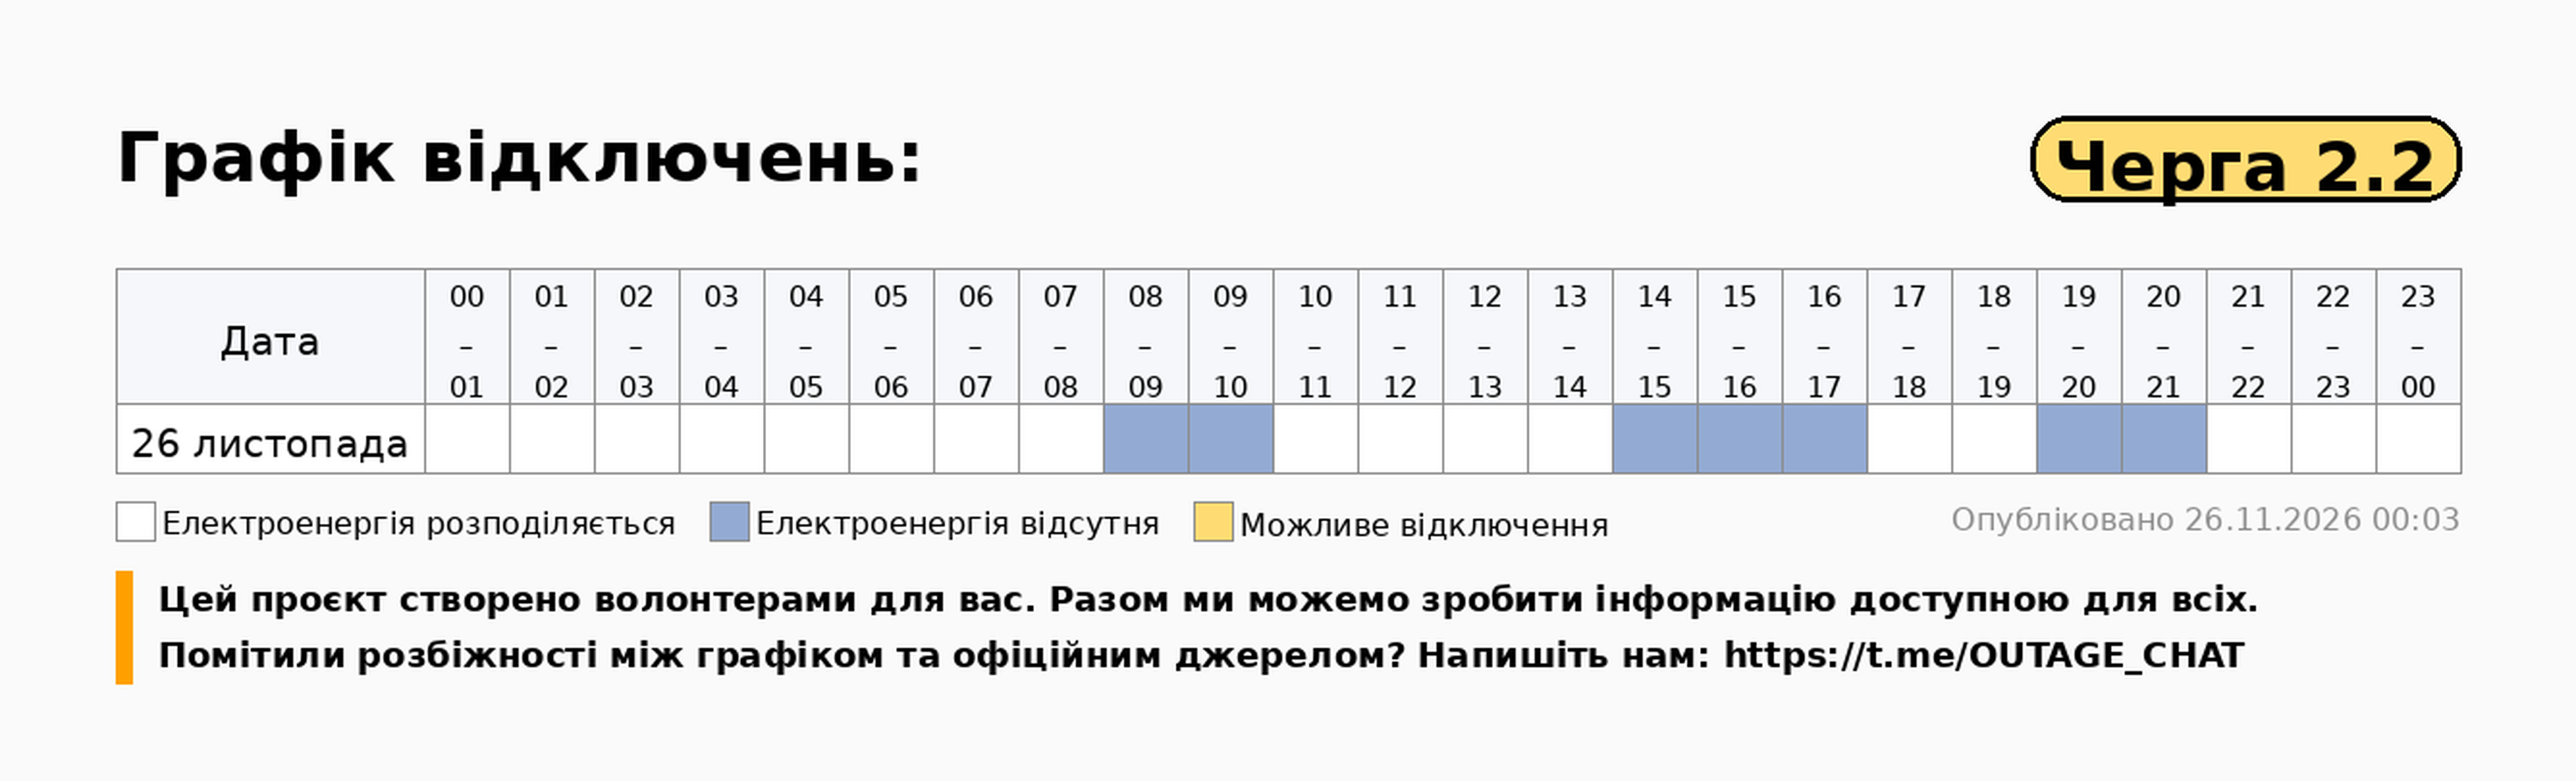 Графік відключень:
Черга 2.2
Дата
00 – 01
01 – 02
02 – 03
03 – 04
04 – 05
05 – 06
06 – 07
07 – 08
08 – 09
09 – 10
10 – 11
11 – 12
12 – 13
13 – 14
14 – 15
15 – 16
16 – 17
17 – 18
18 – 19
19 – 20
20 – 21
21 – 22
22 – 23
23 – 00
26 листопада
Електроенергія розподіляється
Електроенергія відсутня
Можливе відключення
Опубліковано 26.11.2026 00:03
Цей проєкт створено волонтерами для вас. Разом ми можемо зробити інформацію доступною для всіх.
Помітили розбіжності між графіком та офіційним джерелом? Напишіть нам: https://t.me/OUTAGE_CHAT